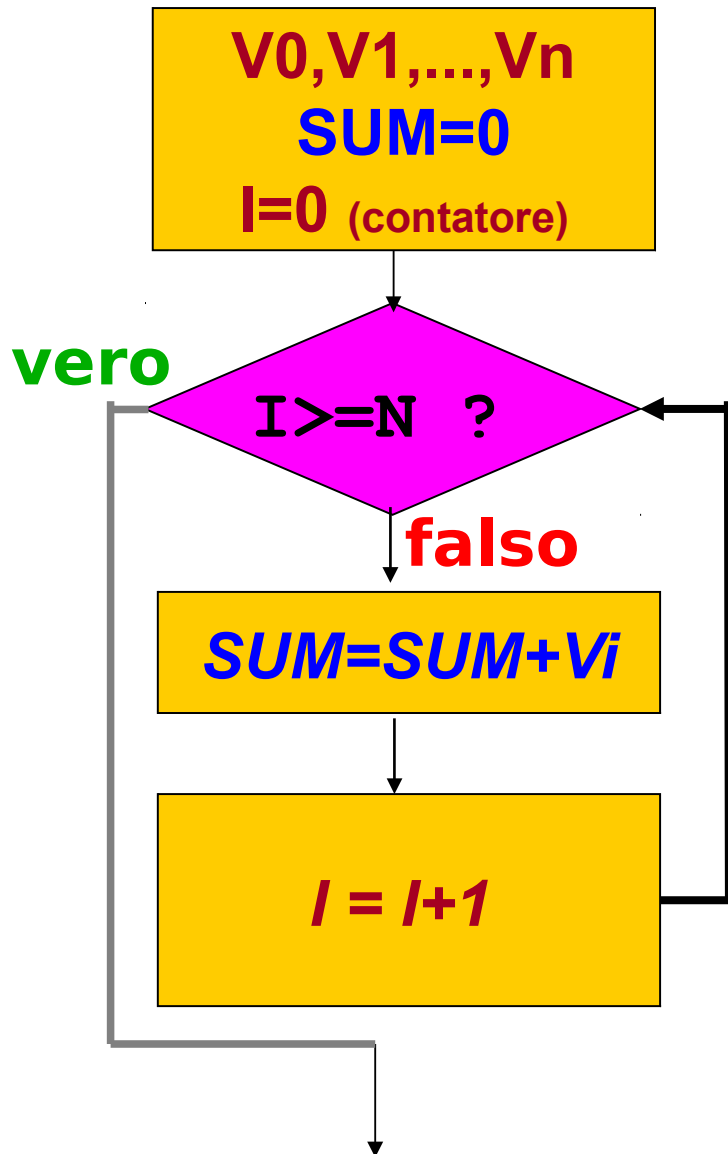 V0,V1,...,Vn
SUM=0
I=0 (contatore)
vero
I>=N ?
falso
SUM=SUM+Vi
I = I+1